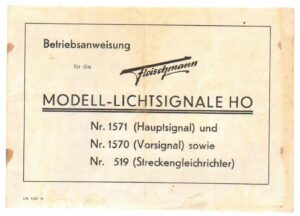 Betriebsanweisung
für die
Fleischmann
MODELL-LICHTSIGNALE HO
Nr. 1571 (Hauptsignal) und
Nr. 1570 (Vorsignal) sowie
Nr. 519 (Streckengleichrichter)